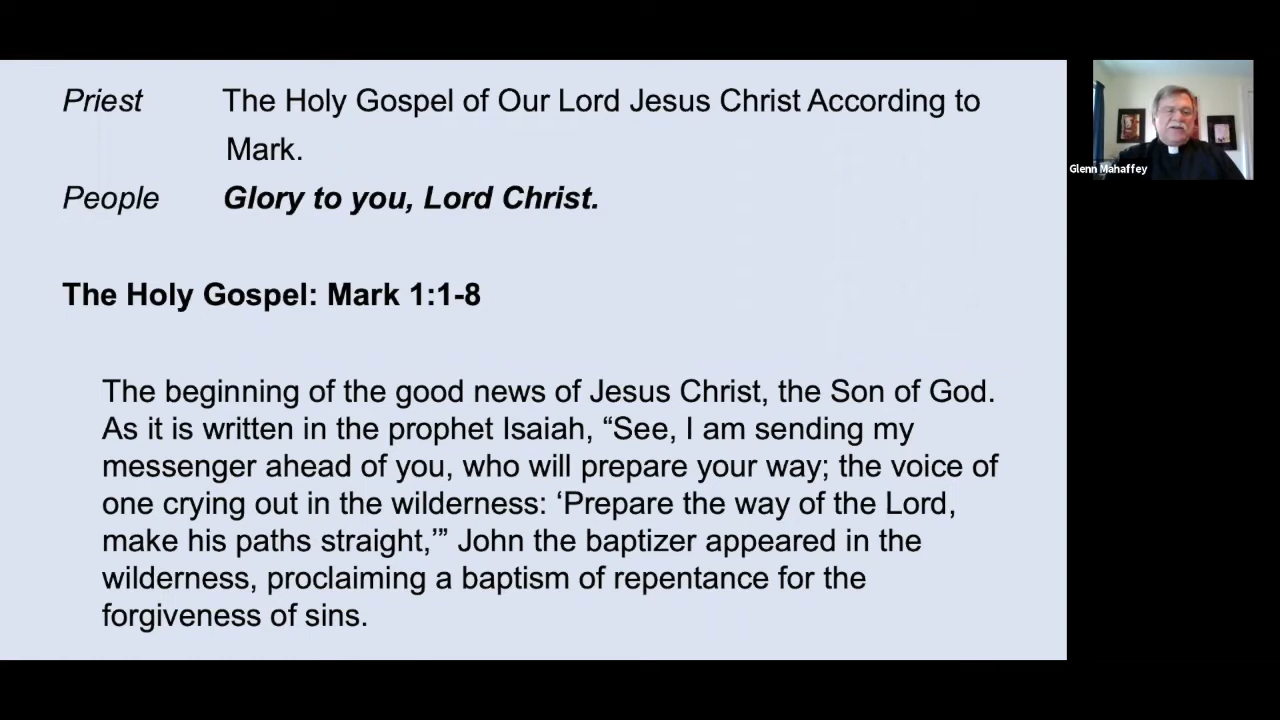 Priest The Holy Gospel of Our Lord Jesus Christ According to
Mark.
People Glory to you, Lord Christ.
The Holy Gospel: Mark 1:1-8
The beginning of the good news of Jesus Christ, the Son of God.
As it is written in the prophet Isaiah, “See, I am sending my
messenger ahead of you, who will prepare your way; the voice of
one crying out in the wilderness: ‘Prepare the way of the Lord,
make his paths straight,’” John the baptizer appeared in the
wilderness, proclaiming a baptism of repentance for the
forgiveness of sins.
Glenn Mahaffey